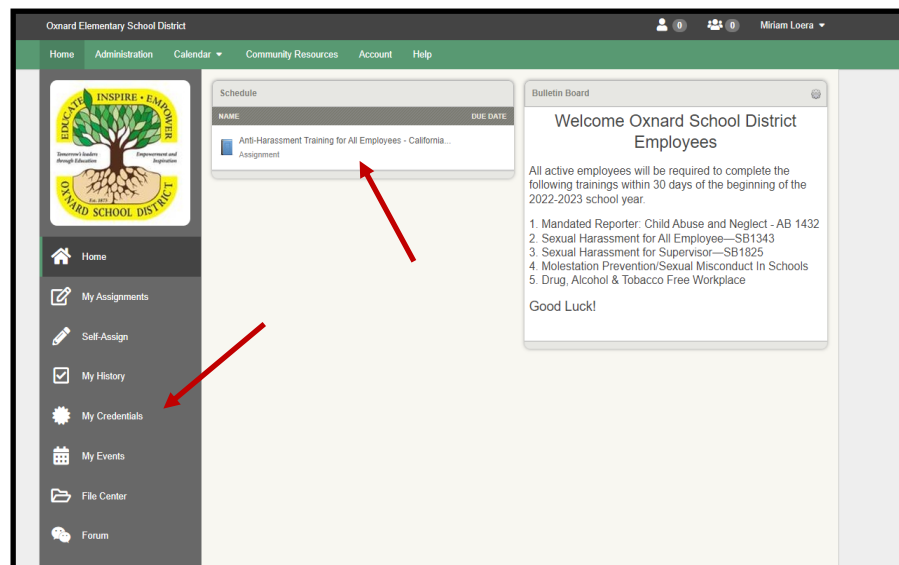 Oxnard Elementary School District
0
0
Miriam Loera
Home
Administration
Calendar
Community Resources
Account
Help
EDUCATE INSPIRE • EMPOWER
Tomorrow's leaders
through Education
Empowerment and
Inspiration
Est. 1873
OXNARD SCHOOL DISTRICT
Home
My Assignments
Self-Assign
My History
My Credentials
My Events
File Center
Forum
Schedule
NAME
DUE DATE
Anti-Harassment Training for All Employees - California...
Assignment
Bulletin Board
Welcome Oxnard School District
Employees
All active employees will be required to complete the
following trainings within 30 days of the beginning of the
2022-2023 school year.
1. Mandated Reporter: Child Abuse and Neglect - AB 1432
2. Sexual Harassment for All Employee—SB1343
3. Sexual Harassment for Supervisor—SB1825
4. Molestation Prevention/Sexual Misconduct In Schools
5. Drug, Alcohol & Tobacco Free Workplace
Good Luck!